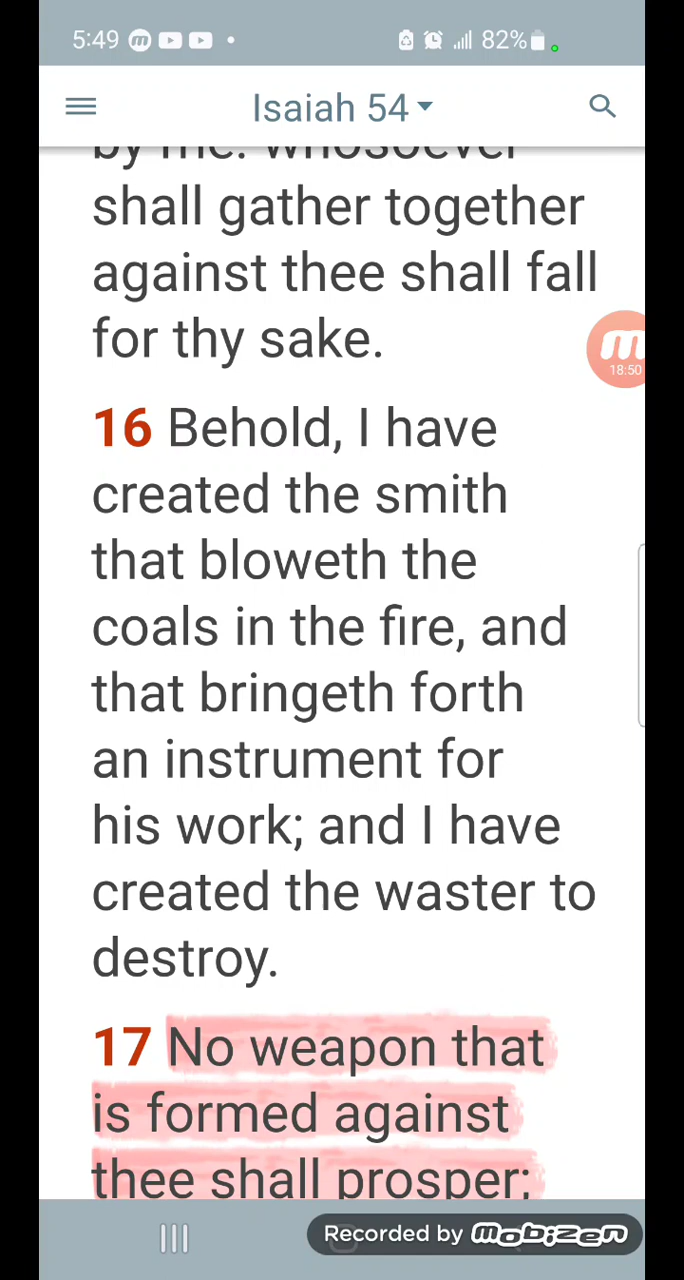 5:49 82%
Isaiah 54
by me: whosoever
shall gather together
against thee shall fall
for thy sake.
18:50
16 Behold, I have
created the smith
that bloweth the
coals in the fire, and
that bringeth forth
an instrument for
his work; and I have
created the waster to
destroy.
17 No weapon that
is formed against
thee shall prosper;
Recorded by mobizen